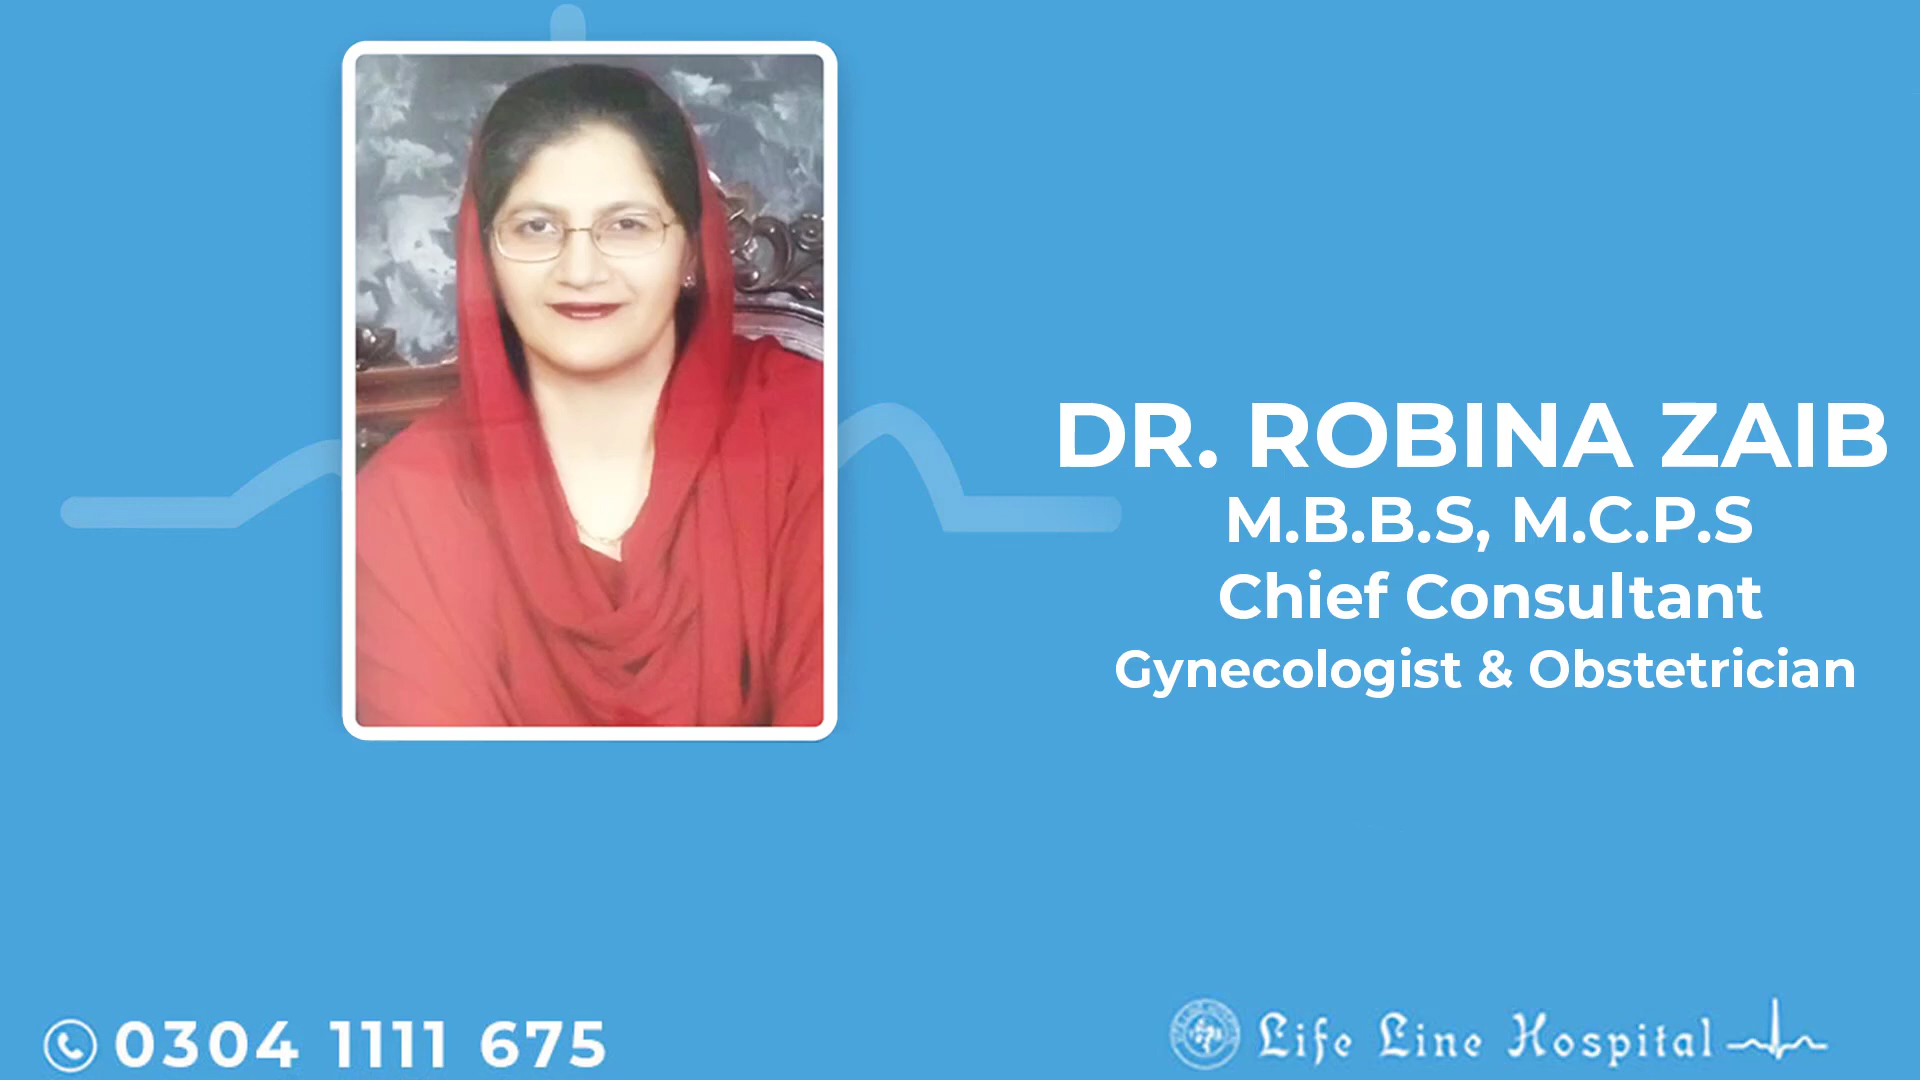 DR. ROBINA ZAIB
M.B.B.S, M.C.P.S
Chief Consultant
Gynecologist & Obstetrician
0304 1111 675
Life Line Hospital